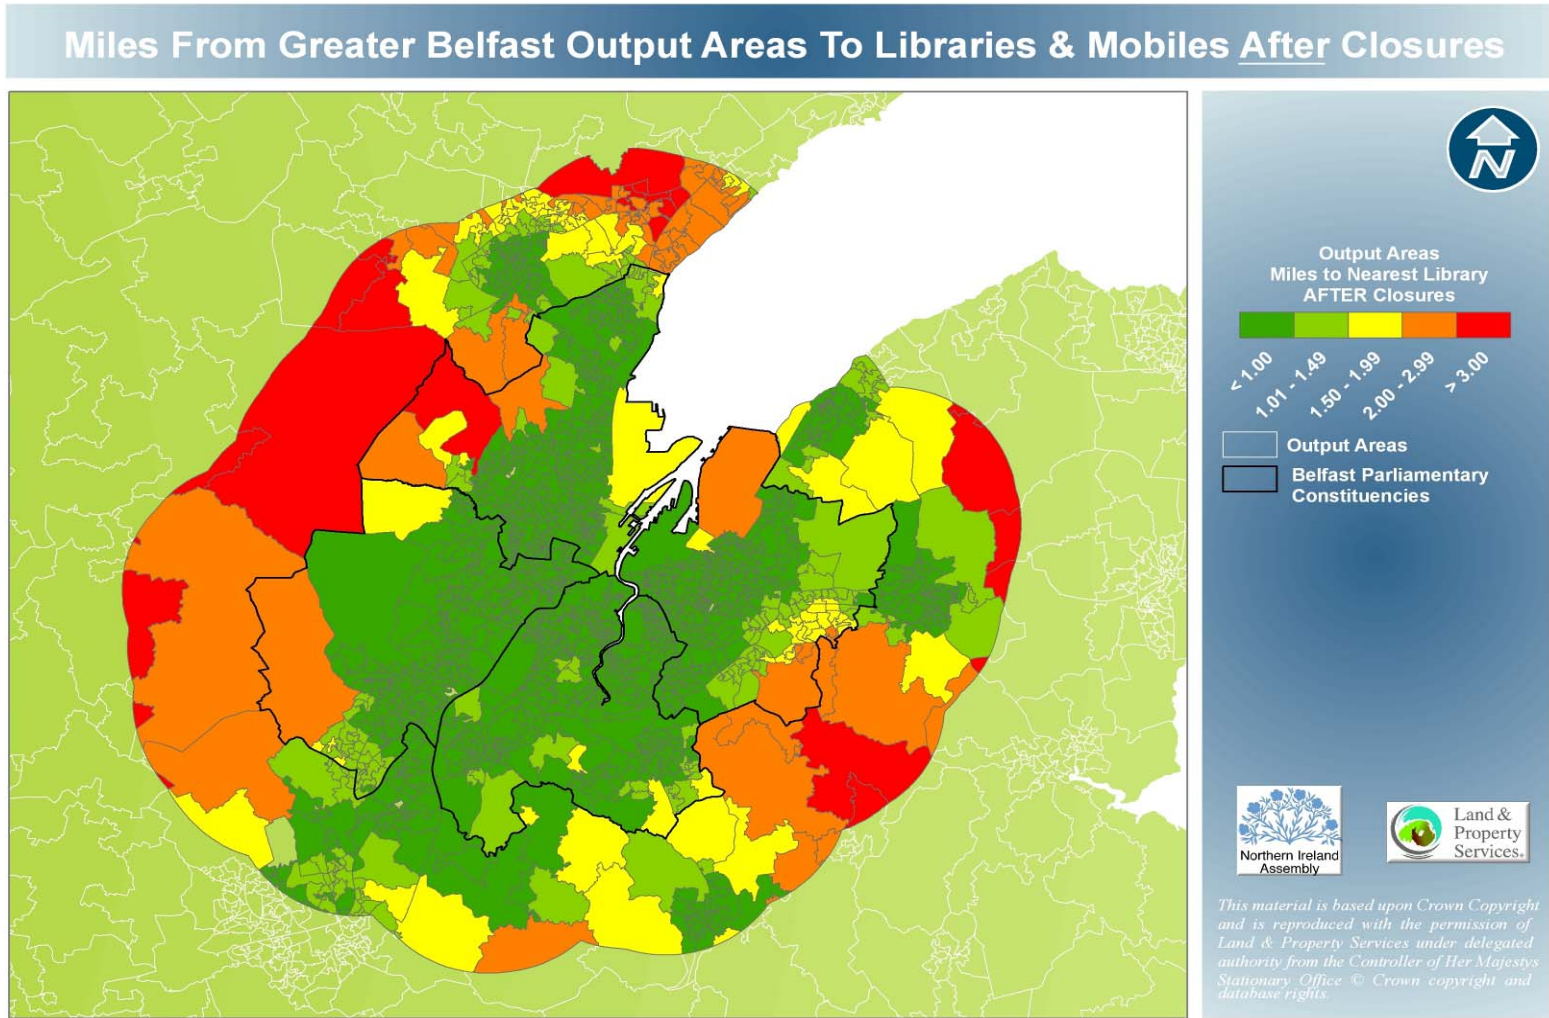 Miles From Greater Belfast Output Areas To Libraries & Mobiles After Closures
N
Output Areas
Miles to Nearest Library
AFTER Closures
< 1.00
1.01 - 1.49
1.50 - 1.99
2.00 - 2.99
> 3.00
Output Areas
Belfast Parliamentary
Constituencies
Northern Ireland
Assembly
Land &
Property
Services.
This material is based upon Crown Copyright
and is reproduced with the permission of
Land & Property Services under delegated
authority from the Controller of Her Majestys
Stationary Office © Crown copyright and
database rights.